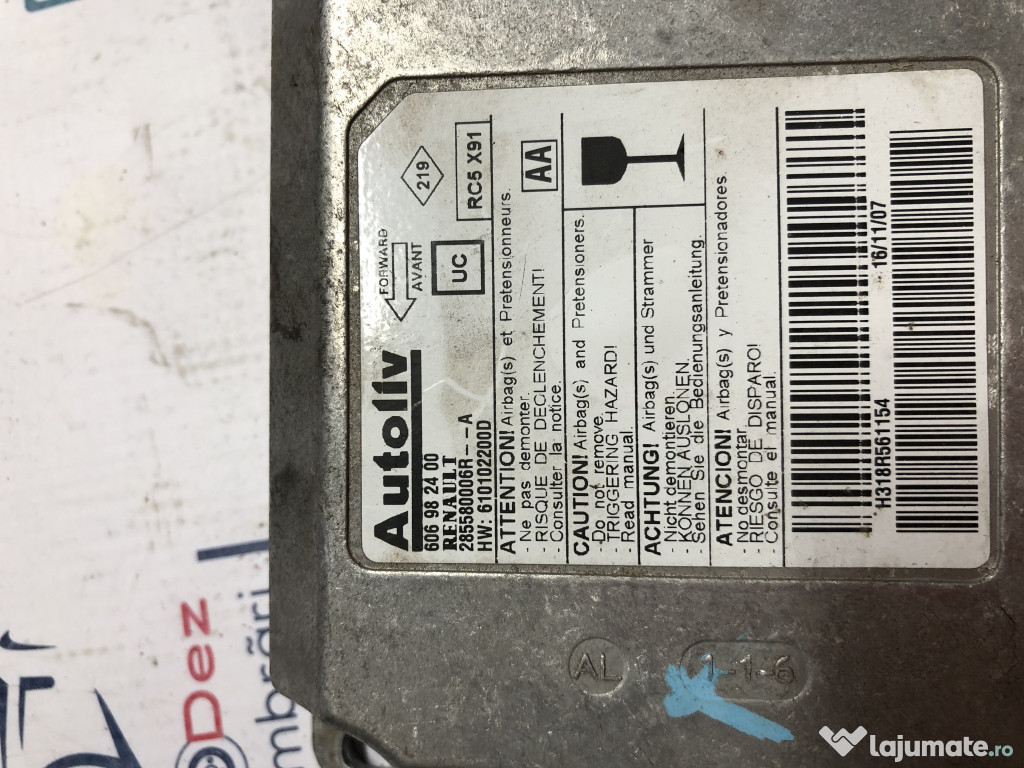 Autoliv
606 98 24 00
RENAULT
285580006R--A
HW: 610102200D
FORWARD
AVANT
219
UC
RC5 X91
ATTENTION! Airbag(s) et Pretensionneurs.
- Ne pas demonter.
- RISQUE DE DECLENCHEMENT!
- Consulter la notice.
AA
CAUTION! Airbag(s) and Pretensioners.
-Do not remove.
- TRIGGERING HAZARD!
- Read manual.
ACHTUNG! Airbag(s) und Strammer
- Nicht demontieren.
- KONNEN AUSLONEN.
Sehen Sie die Bedienungsanleitung.
ATENCION! Airbag(s) y Pretensionadores.
- No desmontar.
- RIESGO DE DISPARO!
- Consulte el manual.
H318R561154
16/11/07
AL
1-1-6
Dez
mbrări
lajumate.ro